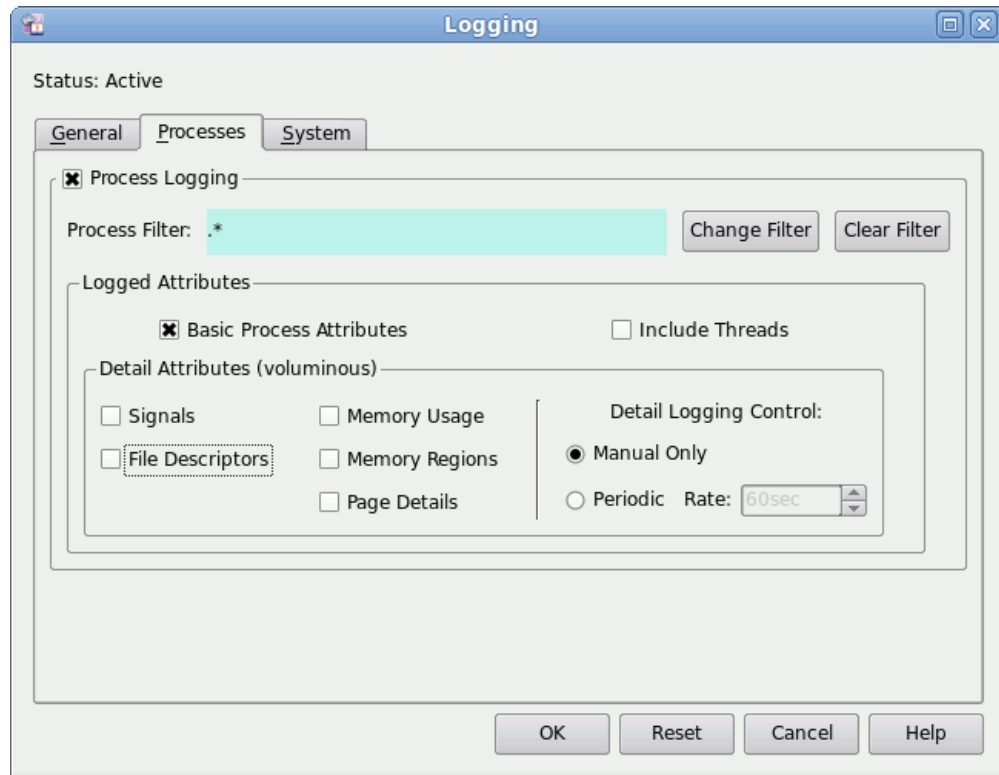 Logging
Status: Active
General Processes System
Process Logging
Process Filter: .* Change Filter Clear Filter
Logged Attributes
Basic Process Attributes Include Threads
Detail Attributes (voluminous)
Signals Memory Usage Detail Logging Control:
File Descriptors Memory Regions Manual Only
Page Details Periodic Rate: 60sec
OK Reset Cancel Help